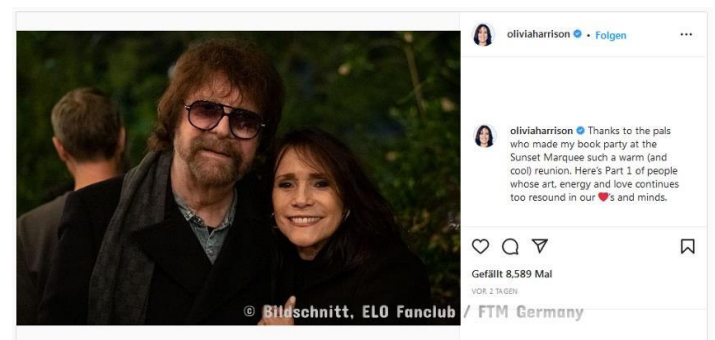 oliviaharrison • Folgen
oliviaharrison Thanks to the pals
who made my book party at the
Sunset Marquee such a warm (and
cool) reunion. Here's Part 1 of people
whose art, energy and love continues
too resound in our ❤'s and minds.
Gefällt 8,589 Mal
VOR 2 TAGEN
© Bildschnitt, ELO Fanclub / FTM Germany